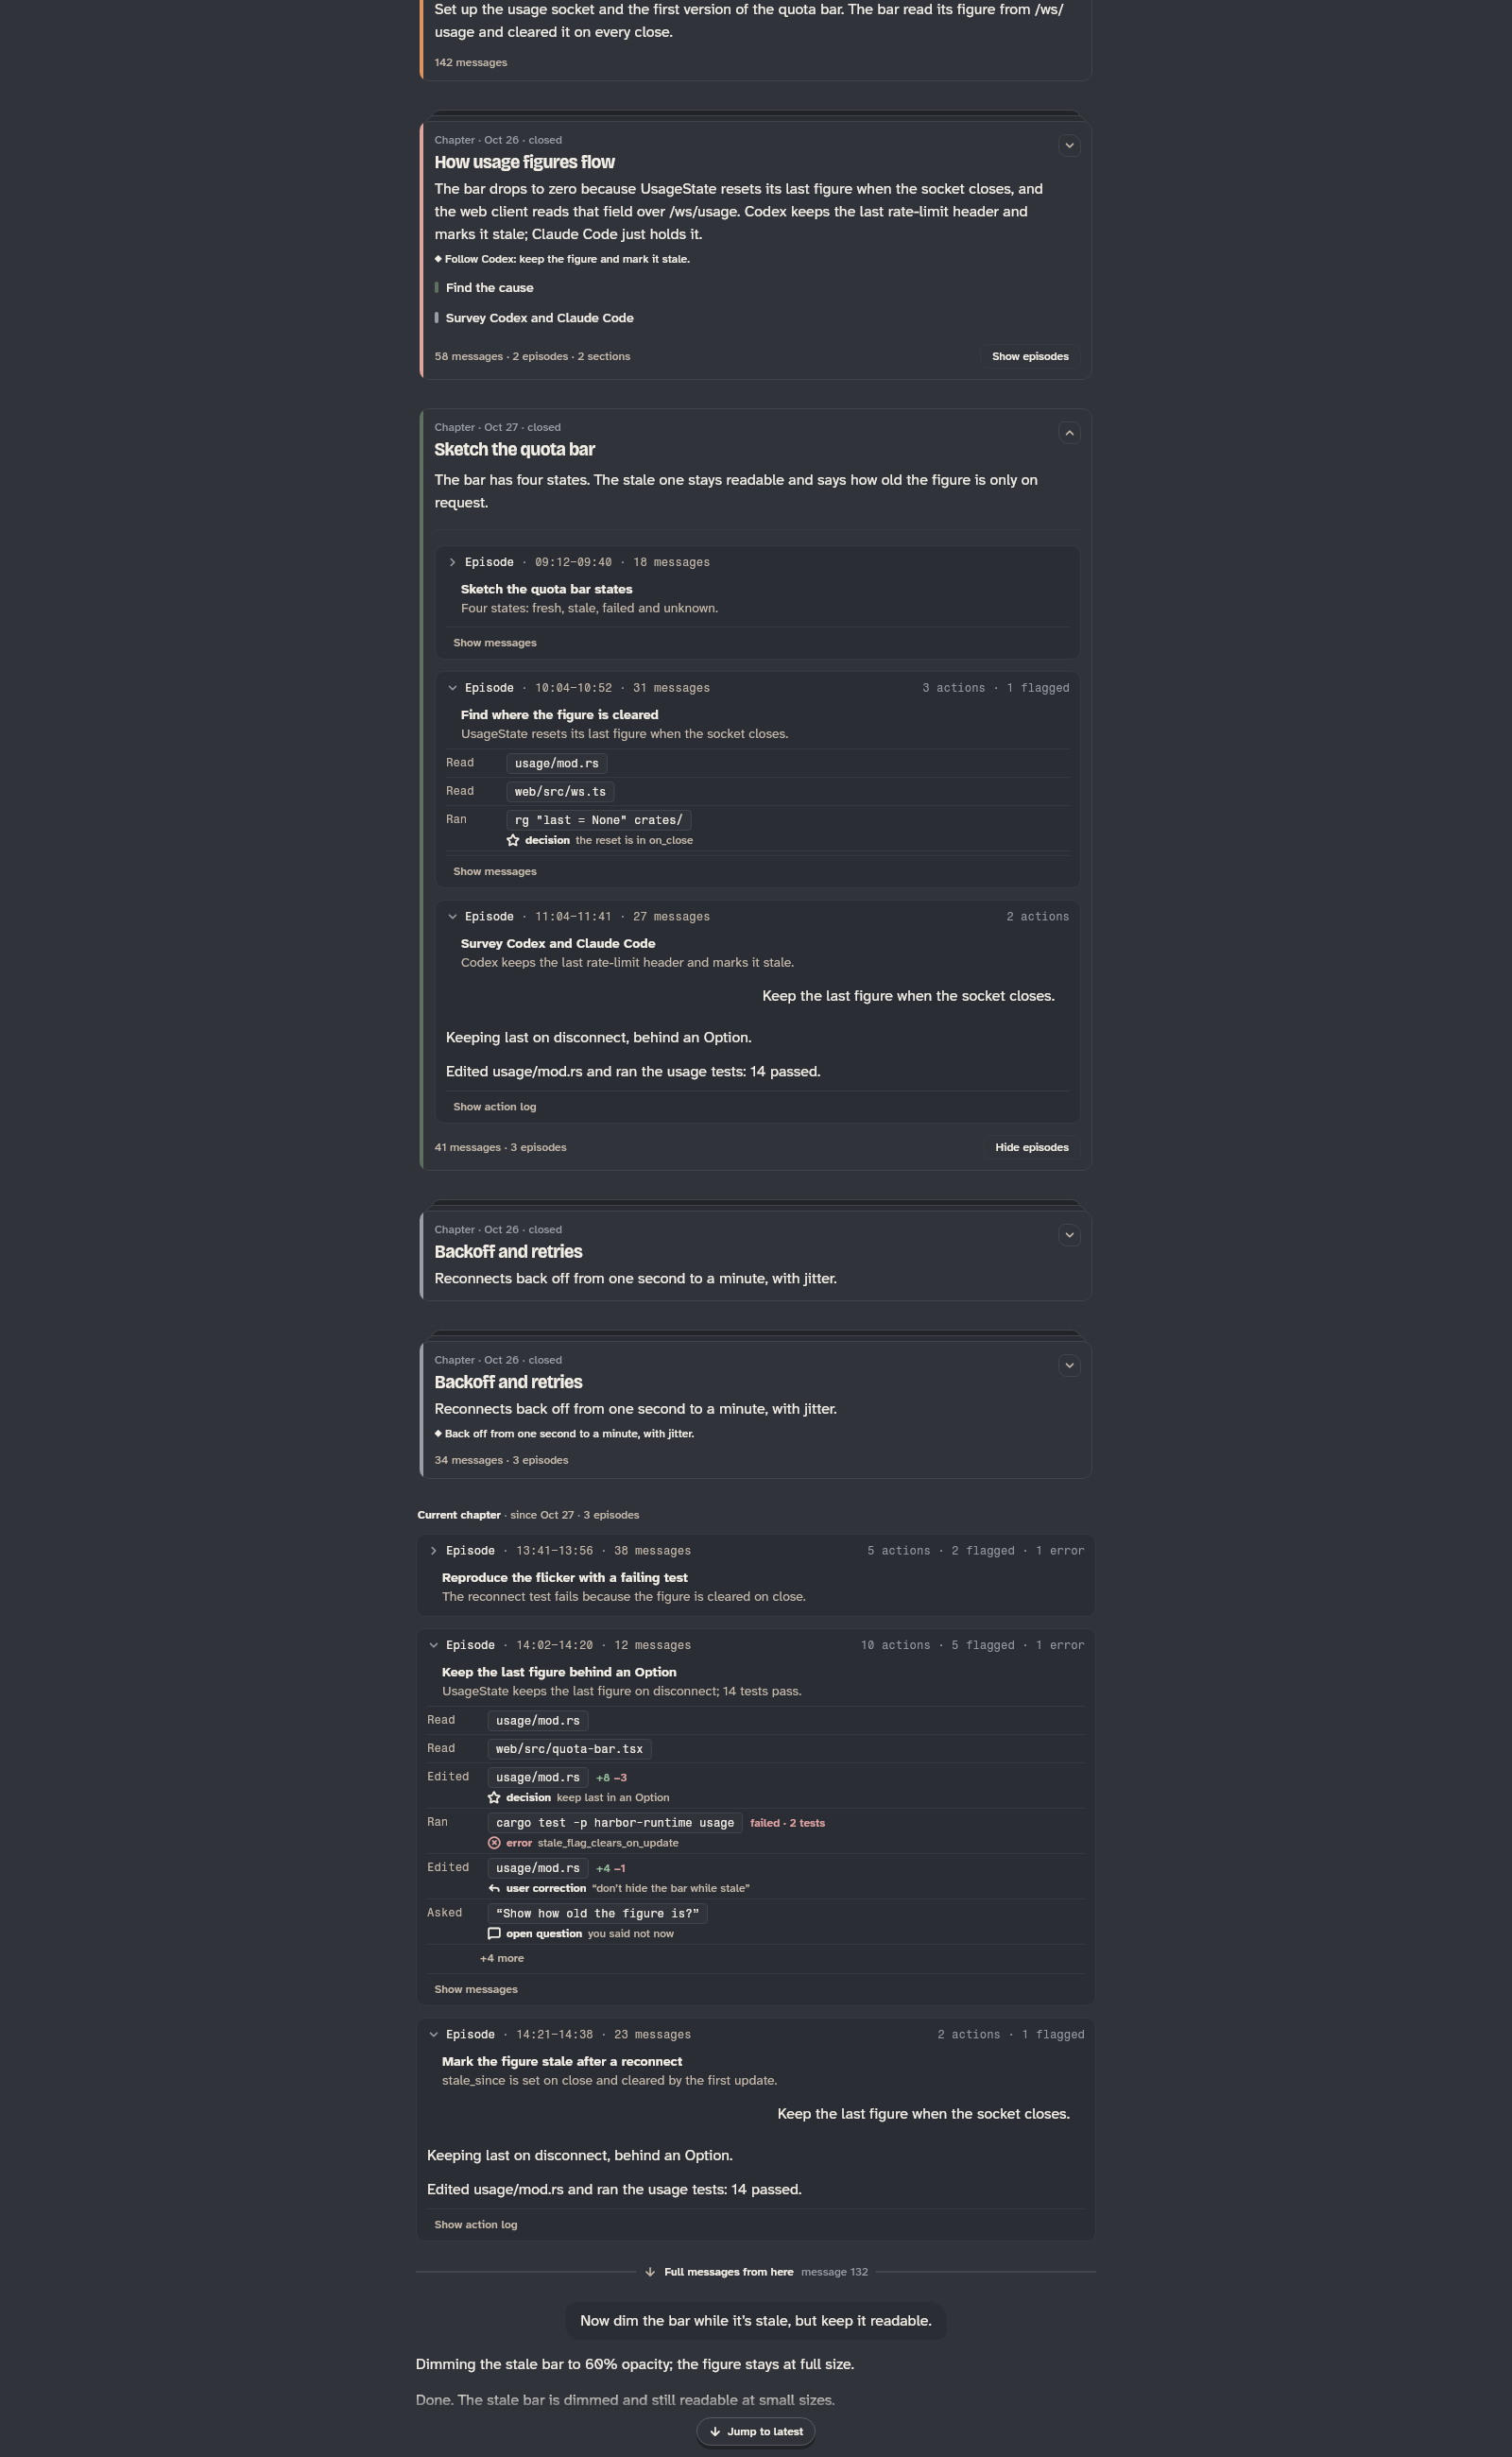 Set up the usage socket and the first version of the quota bar. The bar read its figure from /ws/
usage and cleared it on every close.
142 messages
Chapter · Oct 26 · closed
How usage figures flow
The bar drops to zero because UsageState resets its last figure when the socket closes, and
the web client reads that field over /ws/usage. Codex keeps the last rate-limit header and
marks it stale; Claude Code just holds it.
◆ Follow Codex: keep the figure and mark it stale.
Find the cause
Survey Codex and Claude Code
58 messages · 2 episodes · 2 sections
Show episodes
Chapter · Oct 27 · closed
Sketch the quota bar
The bar has four states. The stale one stays readable and says how old the figure is only on
request.
Episode · 09:12–09:40 · 18 messages
Sketch the quota bar states
Four states: fresh, stale, failed and unknown.
Show messages
Episode · 10:04–10:52 · 31 messages
3 actions · 1 flagged
Find where the figure is cleared
UsageState resets its last figure when the socket closes.
Read usage/mod.rs
Read web/src/ws.ts
Ran rg "last = None" crates/
decision the reset is in on_close
Show messages
Episode · 11:04–11:41 · 27 messages
2 actions
Survey Codex and Claude Code
Codex keeps the last rate-limit header and marks it stale.
Keep the last figure when the socket closes.
Keeping last on disconnect, behind an Option.
Edited usage/mod.rs and ran the usage tests: 14 passed.
Show action log
41 messages · 3 episodes
Hide episodes
Chapter · Oct 26 · closed
Backoff and retries
Reconnects back off from one second to a minute, with jitter.
Chapter · Oct 26 · closed
Backoff and retries
Reconnects back off from one second to a minute, with jitter.
◆ Back off from one second to a minute, with jitter.
34 messages · 3 episodes
Current chapter · since Oct 27 · 3 episodes
Episode · 13:41–13:56 · 38 messages
5 actions · 2 flagged · 1 error
Reproduce the flicker with a failing test
The reconnect test fails because the figure is cleared on close.
Episode · 14:02–14:20 · 12 messages
10 actions · 5 flagged · 1 error
Keep the last figure behind an Option
UsageState keeps the last figure on disconnect; 14 tests pass.
Read usage/mod.rs
Read web/src/quota-bar.tsx
Edited usage/mod.rs +8 −3
decision keep last in an Option
Ran cargo test -p harbor-runtime usage failed · 2 tests
error stale_flag_clears_on_update
Edited usage/mod.rs +4 −1
user correction “don’t hide the bar while stale”
Asked “Show how old the figure is?”
open question you said not now
+4 more
Show messages
Episode · 14:21–14:38 · 23 messages
2 actions · 1 flagged
Mark the figure stale after a reconnect
stale_since is set on close and cleared by the first update.
Keep the last figure when the socket closes.
Keeping last on disconnect, behind an Option.
Edited usage/mod.rs and ran the usage tests: 14 passed.
Show action log
Full messages from here message 132
Now dim the bar while it’s stale, but keep it readable.
Dimming the stale bar to 60% opacity; the figure stays at full size.
Done. The stale bar is dimmed and still readable at small sizes.
Jump to latest